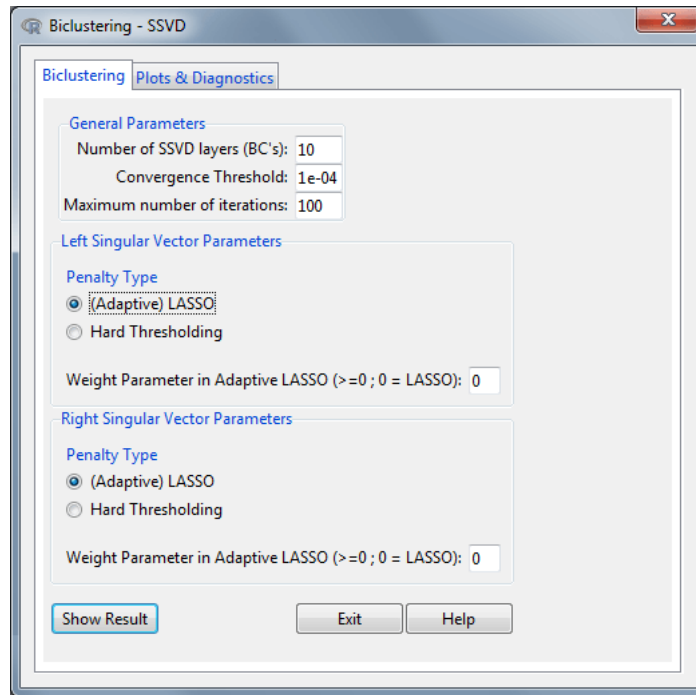 Biclustering - SSVD
Biclustering Plots & Diagnostics
General Parameters
Number of SSVD layers (BC's): 10
Convergence Threshold: 1e-04
Maximum number of iterations: 100
Left Singular Vector Parameters
Penalty Type
(Adaptive) LASSO
Hard Thresholding
Weight Parameter in Adaptive LASSO (>=0 ; 0 = LASSO): 0
Right Singular Vector Parameters
Penalty Type
(Adaptive) LASSO
Hard Thresholding
Weight Parameter in Adaptive LASSO (>=0 ; 0 = LASSO): 0
Show Result Exit Help